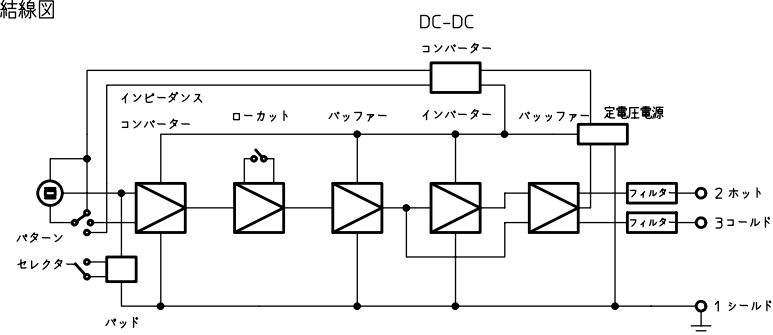 結線図
DC-DC
コンバーター
インピーダンス
コンバーター
ローカット
バッファー
インバーター
バッッファー
定電圧電源
フィルター
2 ホット
フィルター
3 コールド
パターン
セレクタ
パッド
1 シールド